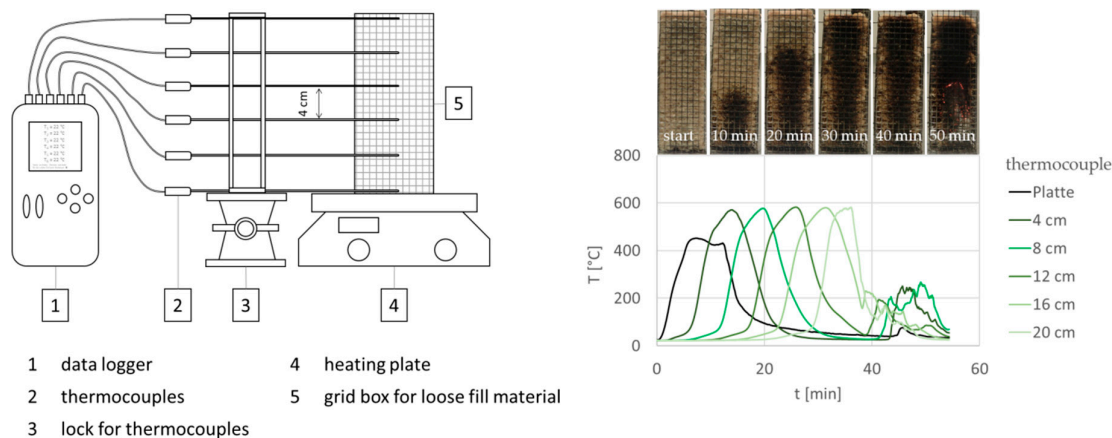 4 cm
5
1
2
3
4
1 data logger
2 thermocouples
3 lock for thermocouples
4 heating plate
5 grid box for loose fill material
start
10 min
20 min
30 min
40 min
50 min
800
600
400
200
0
T [°C]
0
20
40
60
t [min]
thermocouple
Platte
4 cm
8 cm
12 cm
16 cm
20 cm